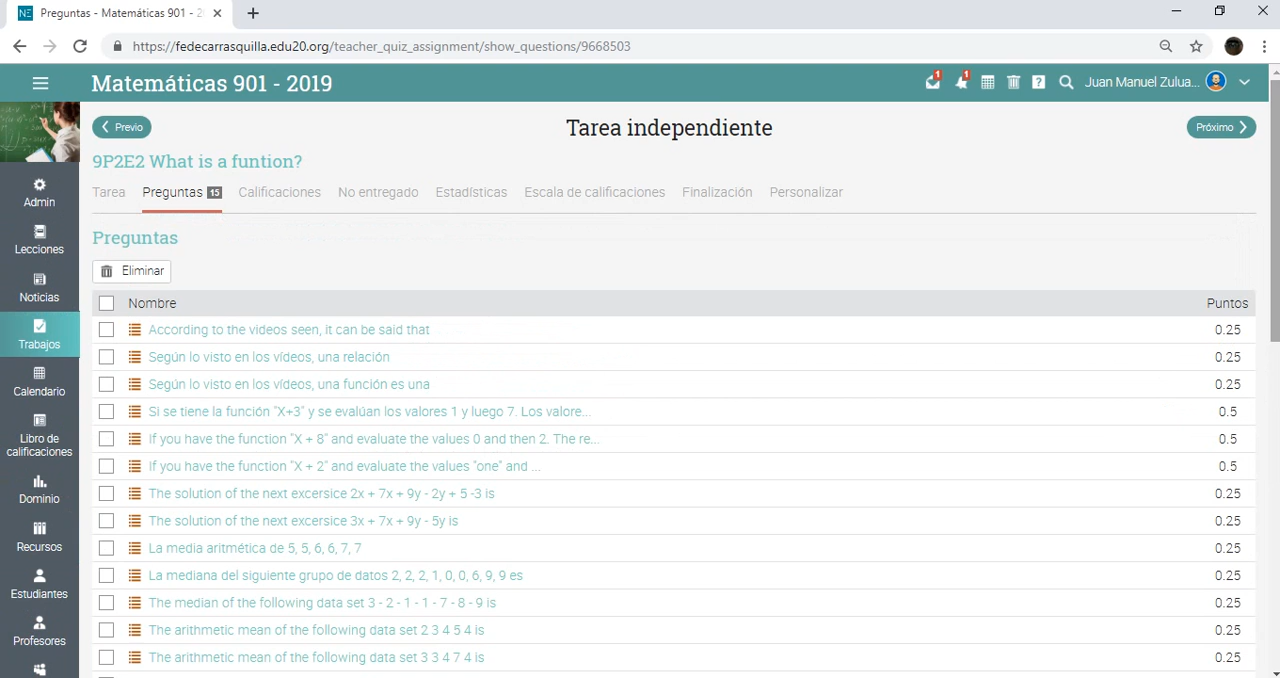 Preguntas - Matemáticas 901 - 2
https://fedecarrasquilla.edu20.org/teacher_quiz_assignment/show_questions/9668503
Matemáticas 901 - 2019
1
1
?
Juan Manuel Zulua...
Previo
Tarea independiente
Próximo
9P2E2 What is a funtion?
Tarea Preguntas 15 Calificaciones No entregado Estadísticas Escala de calificaciones Finalización Personalizar
Preguntas
Eliminar
Nombre Puntos
According to the videos seen, it can be said that 0.25
Según lo visto en los vídeos, una relación 0.25
Según lo visto en los vídeos, una función es una 0.25
Si se tiene la función "X+3" y se evalúan los valores 1 y luego 7. Los valore... 0.5
If you have the function "X + 8" and evaluate the values 0 and then 2. The re... 0.5
If you have the function "X + 2" and evaluate the values "one" and ... 0.5
The solution of the next excersice 2x + 7x + 9y - 2y + 5 -3 is 0.25
The solution of the next excersice 3x + 7x + 9y - 5y is 0.25
La media aritmética de 5, 5, 6, 6, 7, 7 0.25
La mediana del siguiente grupo de datos 2, 2, 2, 1, 0, 0, 6, 9, 9 es 0.25
The median of the following data set 3 - 2 - 1 - 1 - 7 - 8 - 9 is 0.25
The arithmetic mean of the following data set 2 3 4 5 4 is 0.25
The arithmetic mean of the following data set 3 3 4 7 4 is 0.25
Admin
Lecciones
Noticias
Trabajos
Calendario
Libro de
calificaciones
Dominio
Recursos
Estudiantes
Profesores